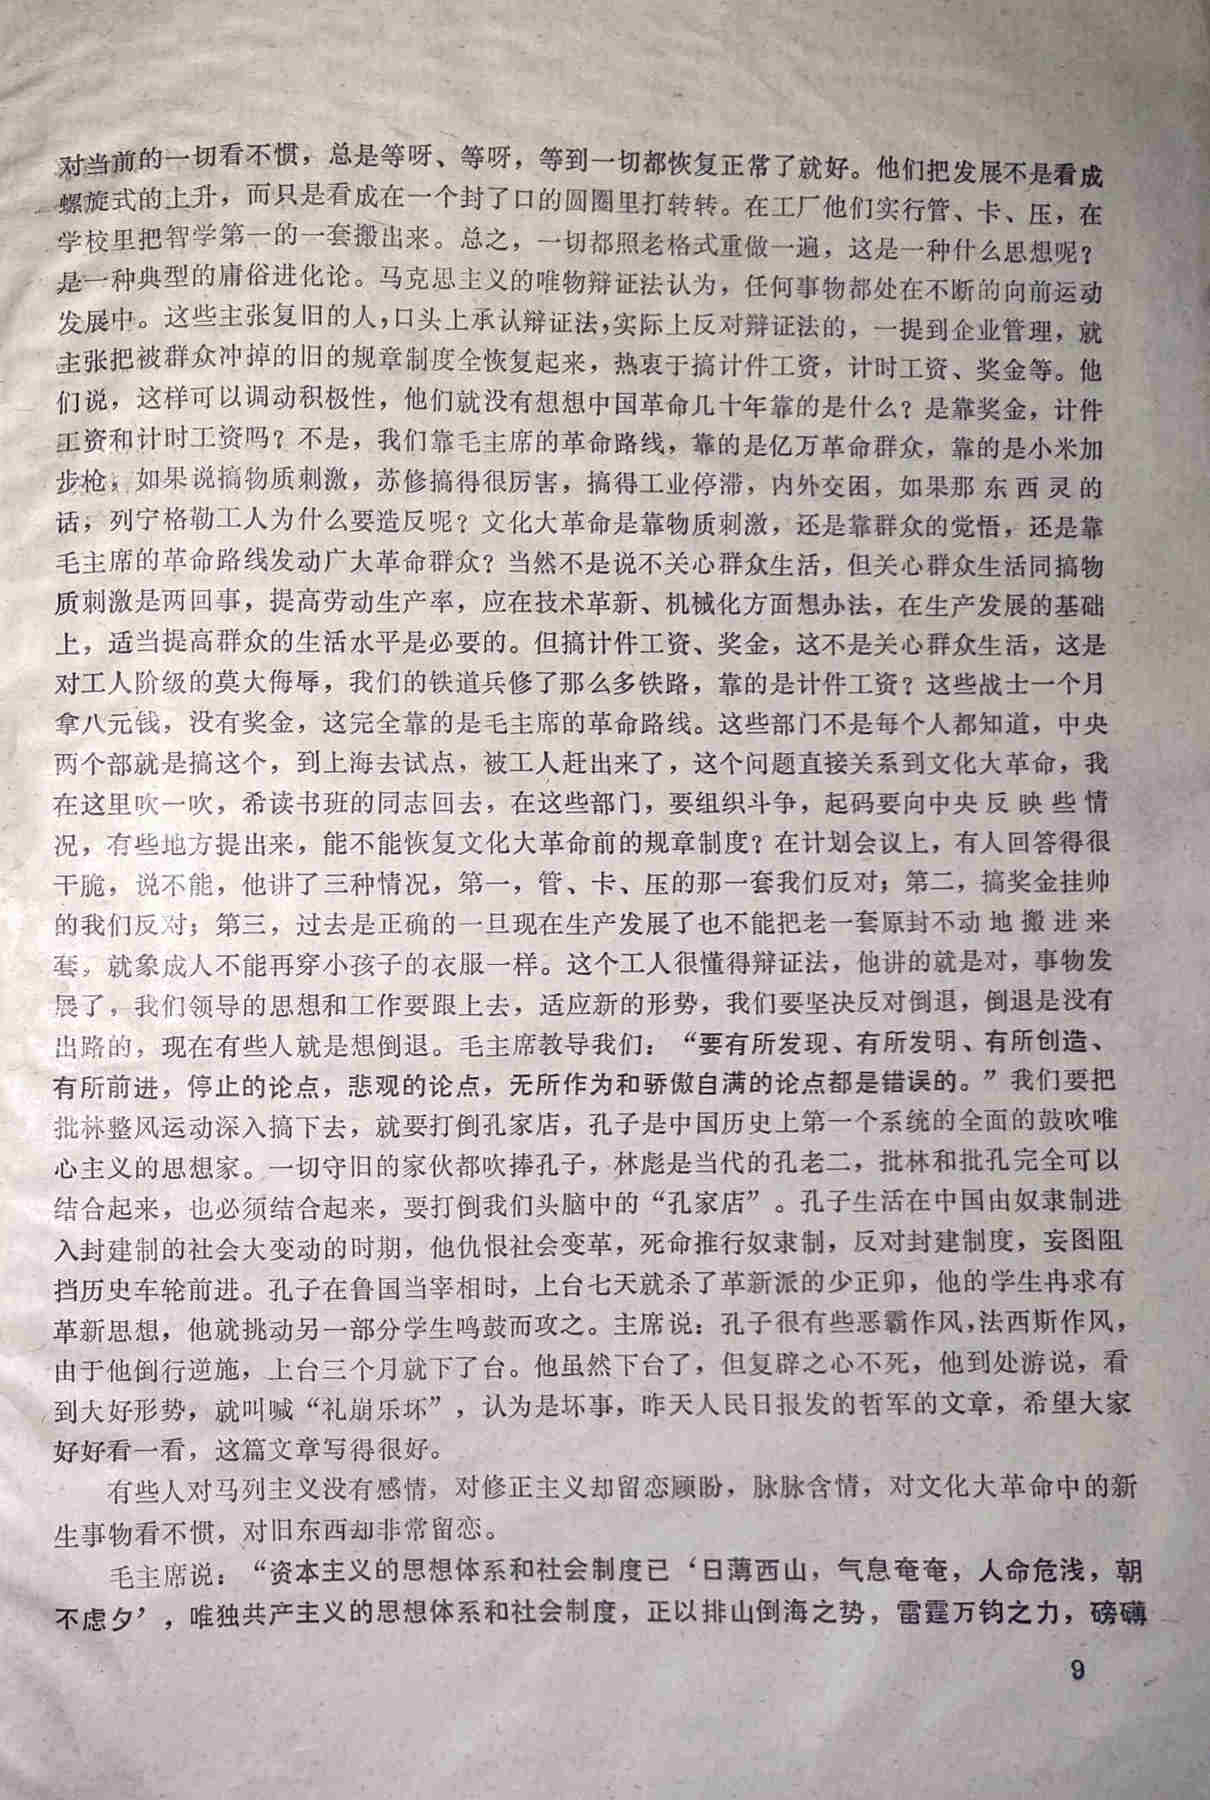 对当前的一切看不惯，总是等呀、等呀，等到一切都恢复正常了就好。他们把发展不是看成
螺旋式的上升，而只是看成在一个封了口的圆圈里打转转。在工厂他们实行管、卡、压，在
学校里把智学第一的一套搬出来。总之，一切都照老格式重做一遍，这是一种什么思想呢？
是一种典型的庸俗进化论。马克思主义的唯物辩证法认为，任何事物都处在不断的向前运动
发展中。这些主张复旧的人，口头上承认辩证法，实际上反对辩证法的，一提到企业管理，就
主张把被群众冲掉的旧的规章制度全恢复起来，热衷于搞计件工资，计时工资、奖金等。他
们说，这样可以调动积极性，他们就没有想想中国革命几十年靠的是什么？是靠奖金，计件
工资和计时工资吗？不是，我们靠毛主席的革命路线，靠的是亿万革命群众，靠的是小米加
步枪，如果说搞物质刺激，苏修搞得很厉害，搞得工业停滞，内外交困，如果那东西灵的
话，列宁格勒工人为什么要造反呢？文化大革命是靠物质刺激，还是靠群众的觉悟，还是靠
毛主席的革命路线发动广大革命群众？当然不是说不关心群众生活，但关心群众生活同搞物
质刺激是两回事，提高劳动生产率，应在技术革新、机械化方面想办法，在生产发展的基础
上，适当提高群众的生活水平是必要的。但搞计件工资、奖金，这不是关心群众生活，这是
对工人阶级的莫大侮辱，我们的铁道兵修了那么多铁路，靠的是计件工资？这些战士一个月
拿八元钱，没有奖金，这完全靠的是毛主席的革命路线。这些部门不是每个人都知道，中央
两个部就是搞这个，到上海去试点，被工人赶出来了，这个问题直接关系到文化大革命，我
在这里吹一吹，希读书班的同志回去，在这些部门，要组织斗争，起码要向中央反映些情
况，有些地方提出来，能不能恢复文化大革命前的规章制度？在计划会议上，有人回答得很
干脆，说不能，他讲了三种情况，第一，管、卡、压的那一套我们反对；第二，搞奖金挂帅
的我们反对；第三，过去是正确的一旦现在生产发展了也不能把老一套原封不动地搬进来
套，就象成人不能再穿小孩子的衣服一样。这个工人很懂得辩证法，他讲的就是对，事物发
展了，我们领导的思想和工作要跟上去，适应新的形势，我们要坚决反对倒退，倒退是没有
出路的，现在有些人就是想倒退。毛主席教导我们：“要有所发现、有所发明、有所创造、
有所前进，停止的论点，悲观的论点，无所作为和骄傲自满的论点都是错误的。”我们要把
批林整风运动深入搞下去，就要打倒孔家店，孔子是中国历史上第一个系统的全面的鼓吹唯
心主义的思想家。一切守旧的家伙都吹捧孔子，林彪是当代的孔老二，批林和批孔完全可以
结合起来，也必须结合起来，要打倒我们头脑中的“孔家店”。孔子生活在中国由奴隶制进
入封建制的社会大变动的时期，他仇恨社会变革，死命推行奴隶制，反对封建制度，妄图阻
挡历史车轮前进。孔子在鲁国当宰相时，上台七天就杀了革新派的少正卯，他的学生冉求有
革新思想，他就挑动另一部分学生鸣鼓而攻之。主席说：孔子很有些恶霸作风，法西斯作风，
由于他倒行逆施，上台三个月就下了台。他虽然下台了，但复辟之心不死，他到处游说，看
到大好形势，就叫喊“礼崩乐坏”，认为是坏事，昨天人民日报发的哲军的文章，希望大家
好好看一看，这篇文章写得很好。
有些人对马列主义没有感情，对修正主义却留恋顾盼，脉脉含情，对文化大革命中的新
生事物看不惯，对旧东西却非常留恋。
毛主席说：“资本主义的思想体系和社会制度已‘日薄西山，气息奄奄，人命危浅，朝
不虑夕’，唯独共产主义的思想体系和社会制度，正以排山倒海之势，雷霆万钧之力，磅礴
9